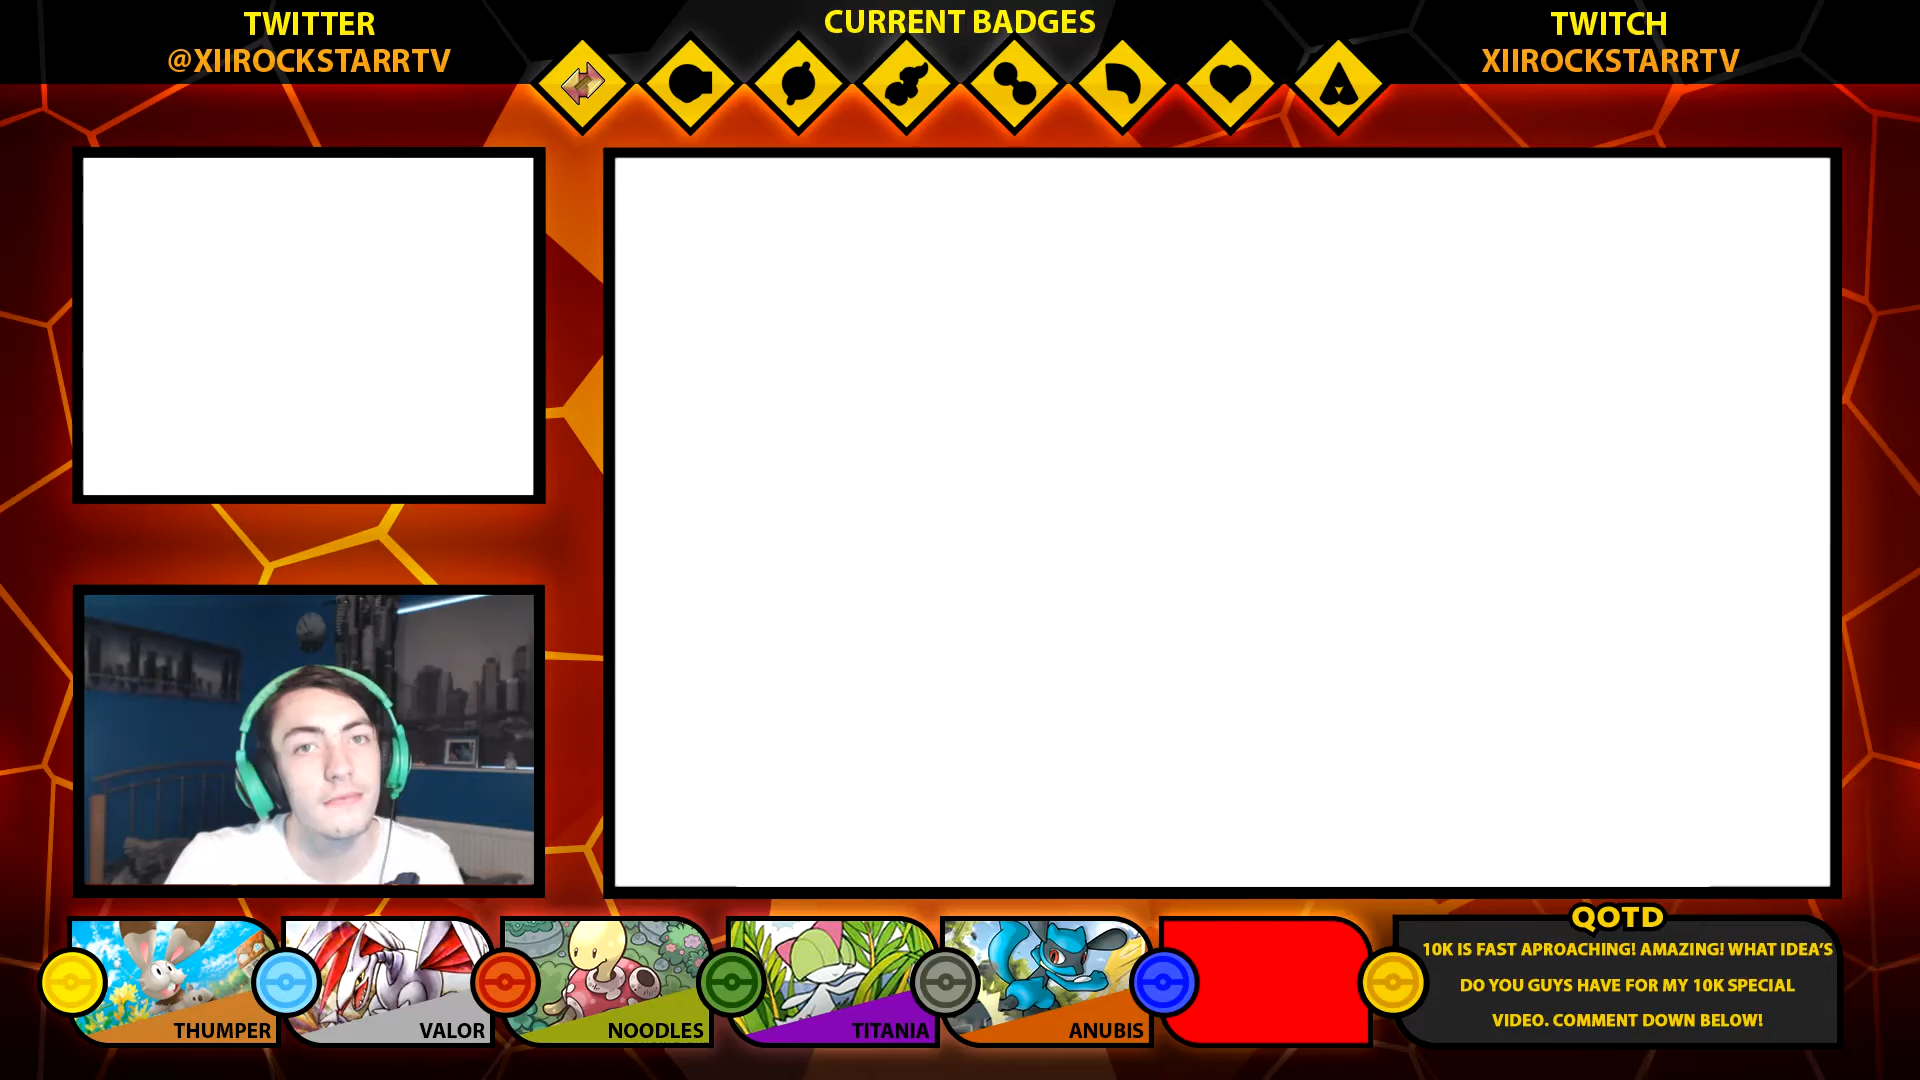 TWITTER
@XIIROCKSTARRTV
CURRENT BADGES
TWITCH
XIIROCKSTARRTV
THUMPER
VALOR
NOODLES
TITANIA
ANUBIS
QOTD
10K IS FAST APROACHING! AMAZING! WHAT IDEA'S
DO YOU GUYS HAVE FOR MY 10K SPECIAL
VIDEO. COMMENT DOWN BELOW!